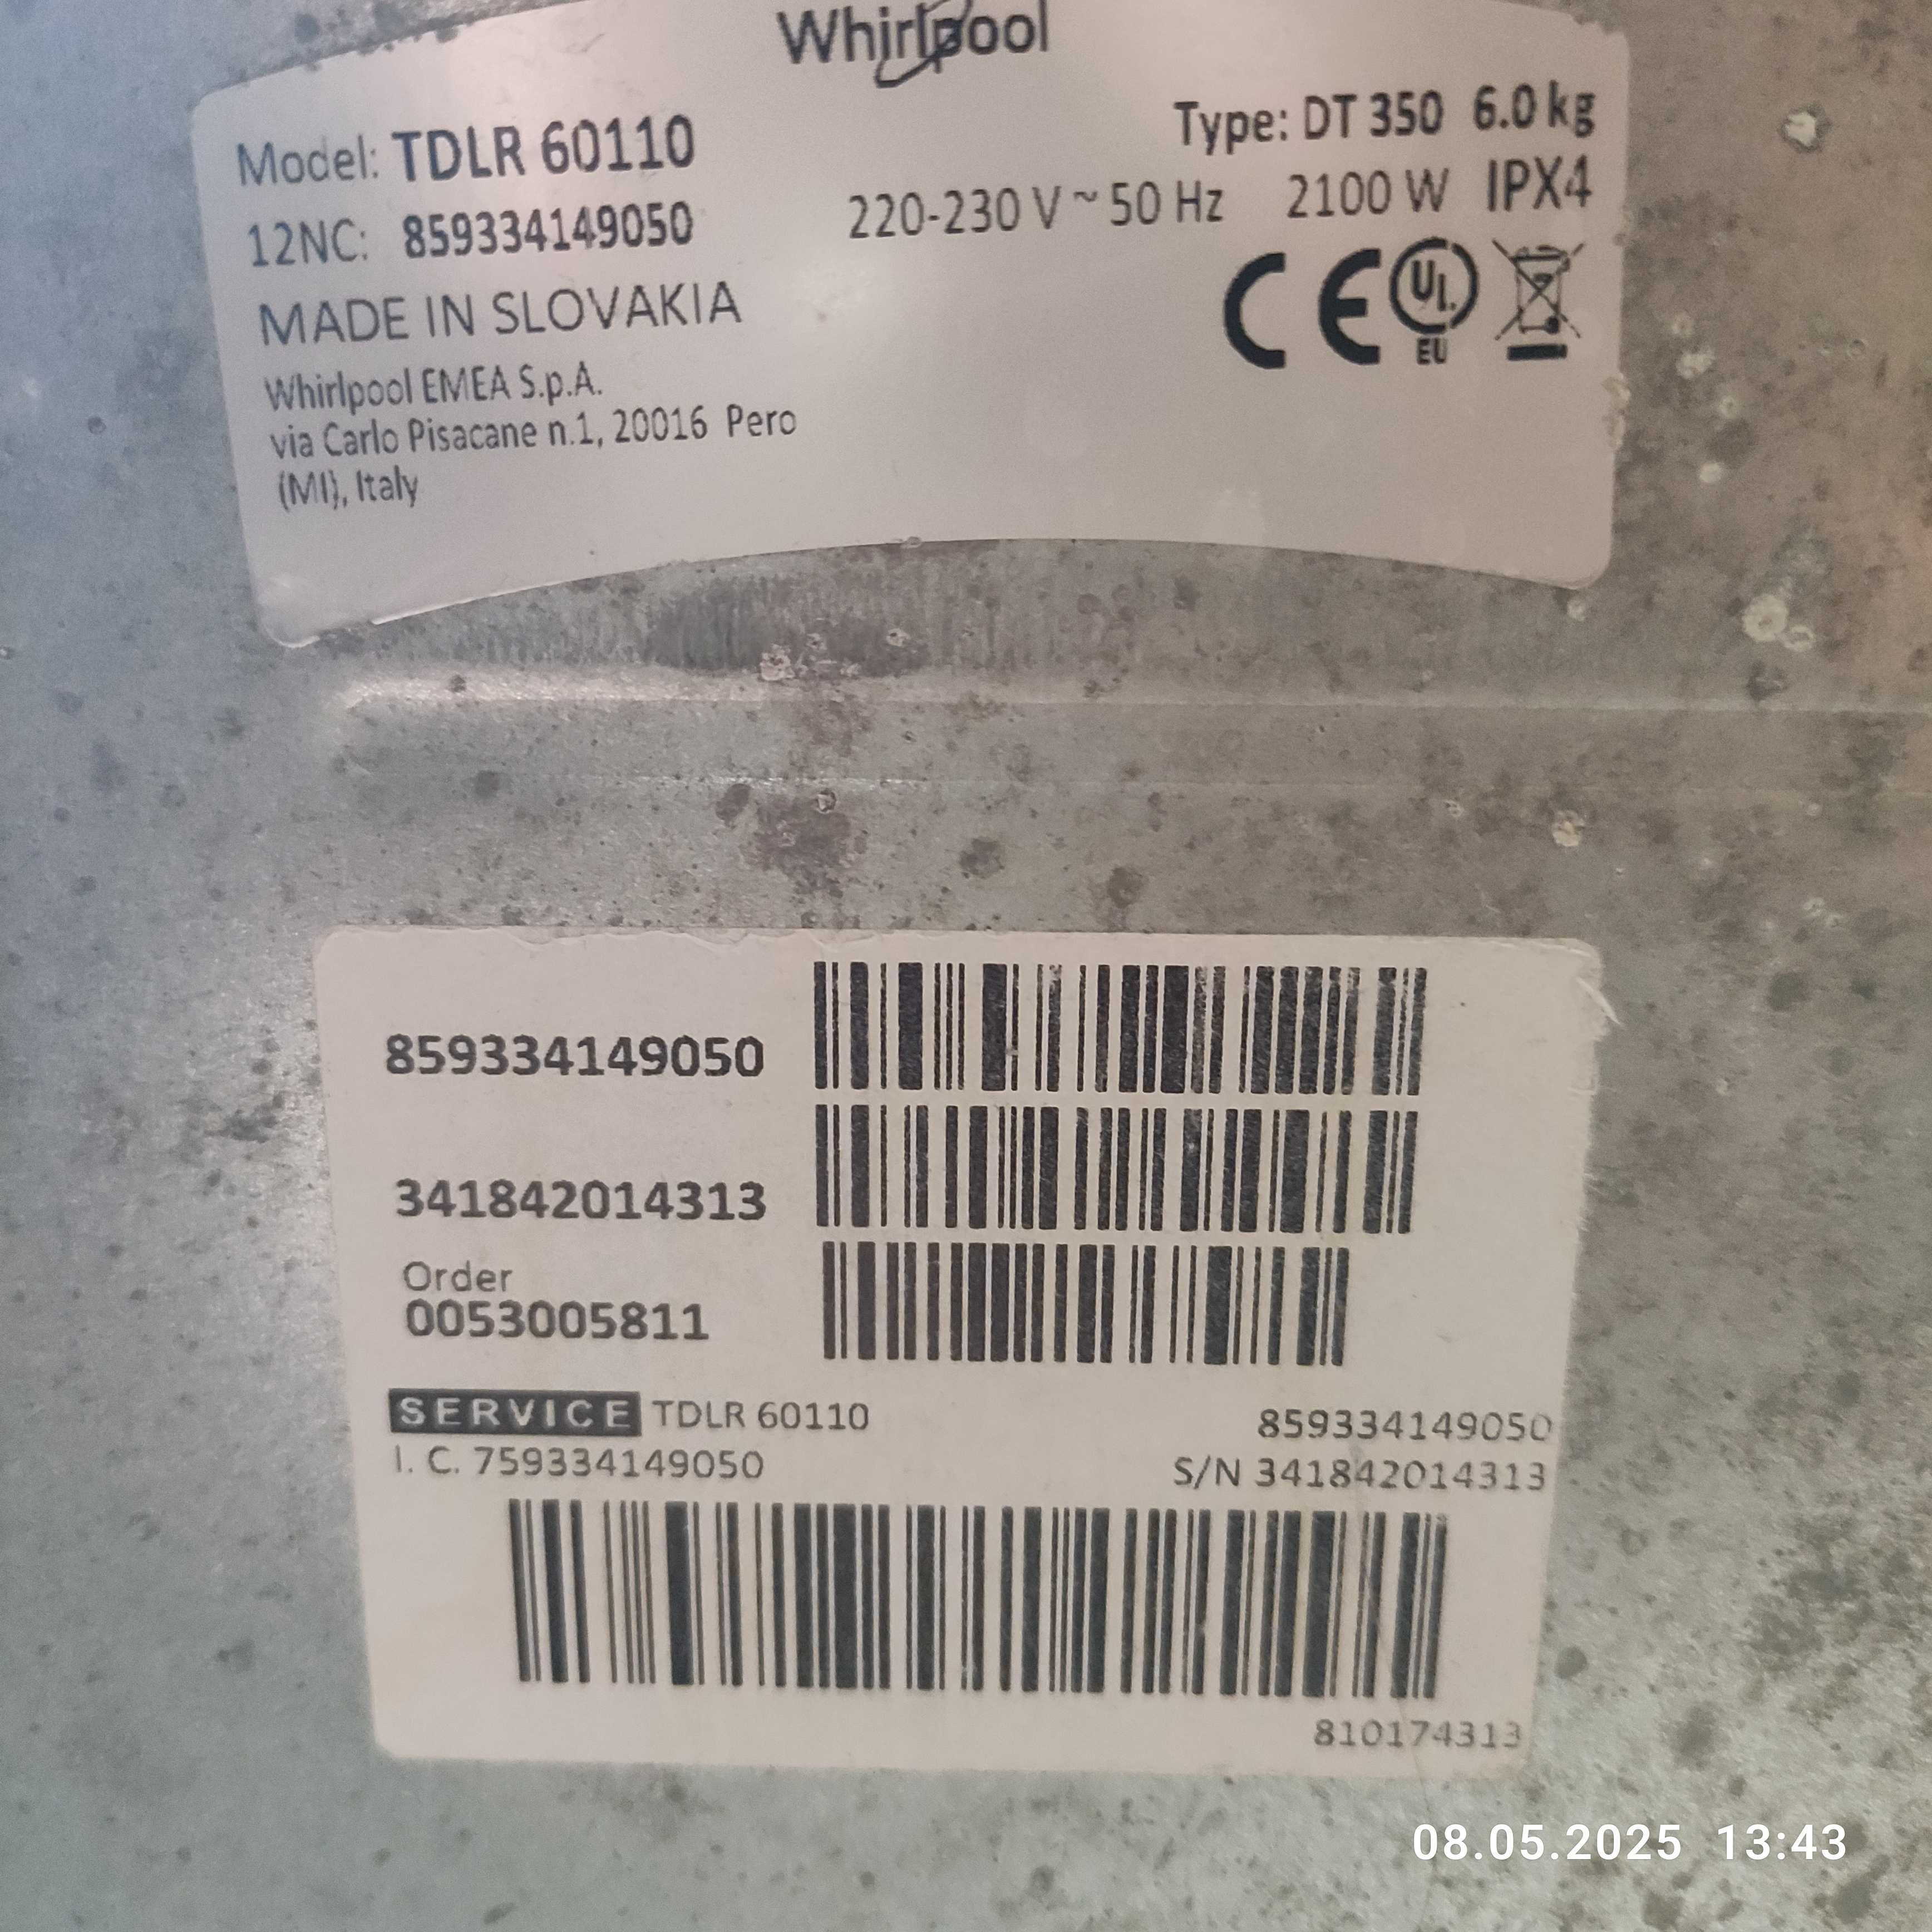 Whirlpool
Model: TDLR 60110
Type: DT 350 6.0 kg
12NC: 859334149050
220-230 V ~ 50 Hz 2100 W IPX4
MADE IN SLOVAKIA
CE UL EU
Whirlpool EMEA S.p.A.
via Carlo Pisacane n.1, 20016 Pero
(MI), Italy
859334149050
341842014313
Order
0053005811
SERVICE TDLR 60110 859334149050
I. C. 759334149050 S/N 341842014313
810174313
08.05.2025 13:43